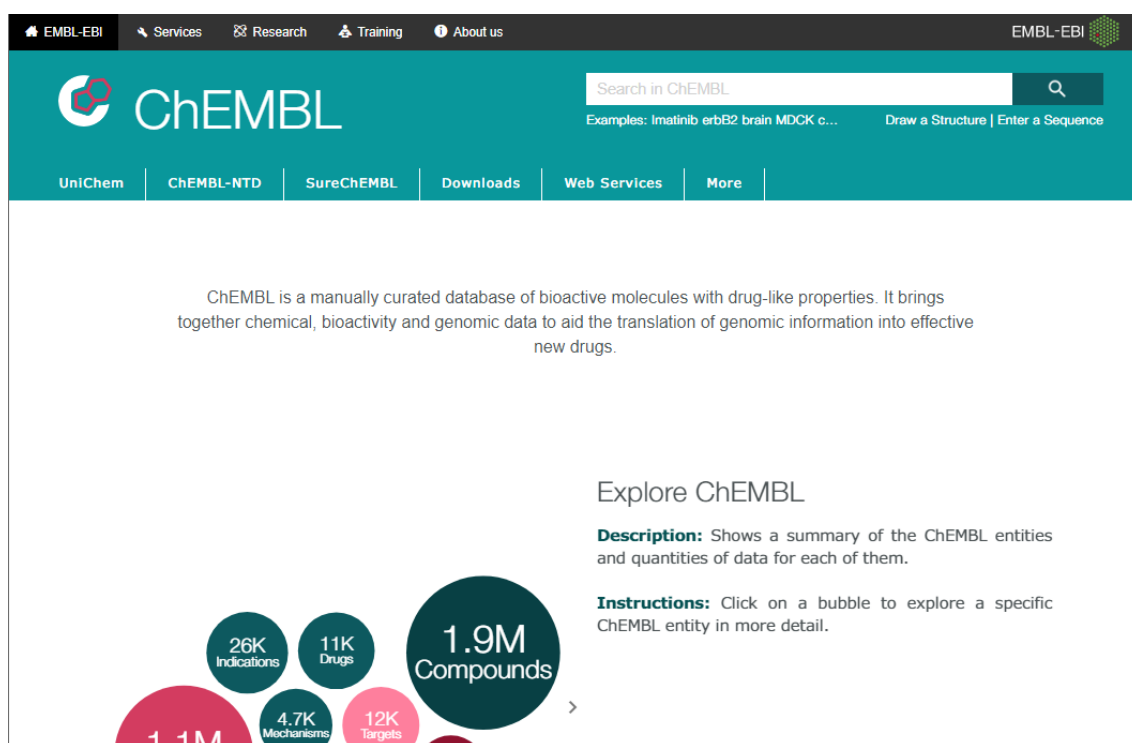 EMBL-EBI Services Research Training About us EMBL-EBI
ChEMBL
Search in ChEMBL
Examples: Imatinib erbB2 brain MDCK c... Draw a Structure | Enter a Sequence
UniChem ChEMBL-NTD SureChEMBL Downloads Web Services More
ChEMBL is a manually curated database of bioactive molecules with drug-like properties. It brings
together chemical, bioactivity and genomic data to aid the translation of genomic information into effective
new drugs.
Explore ChEMBL
Description: Shows a summary of the ChEMBL entities
and quantities of data for each of them.
Instructions: Click on a bubble to explore a specific
ChEMBL entity in more detail.
26K
Indications
11K
Drugs
1.9M
Compounds
4.7K
Mechanisms
12K
Targets
1.1M